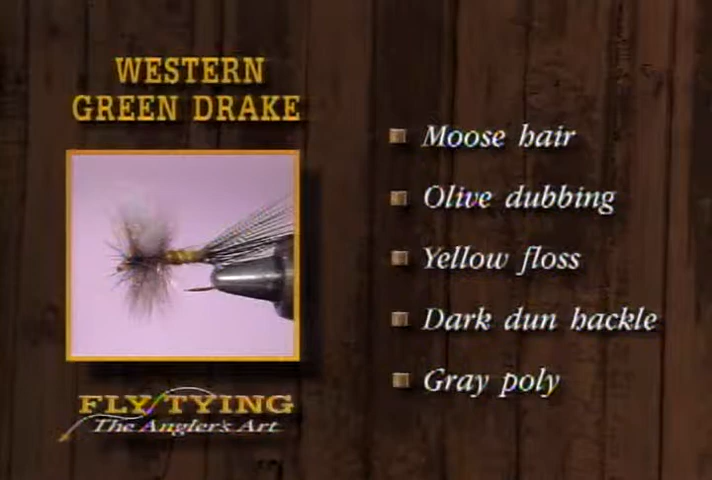 WESTERN
GREEN DRAKE
Moose hair
Olive dubbing
Yellow floss
Dark dun hackle
Gray poly
FLY TYING
The Angler's Art